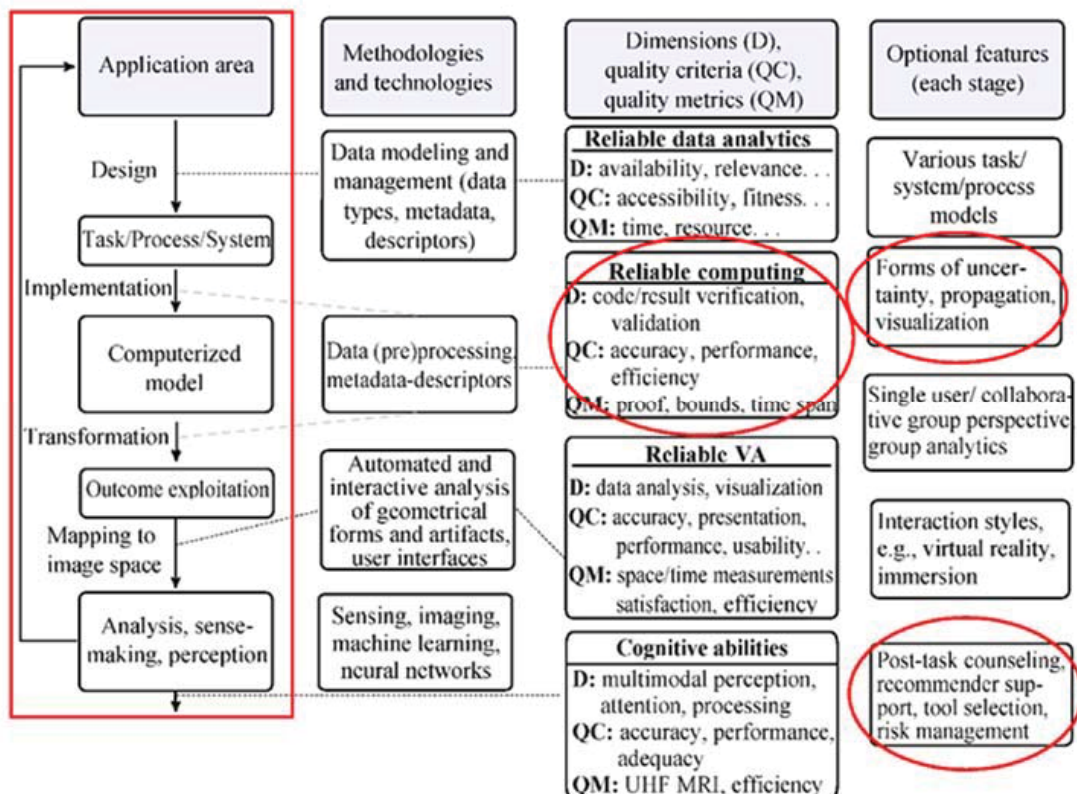 Application area
Design
Task/Process/System
Implementation
Computerized
model
Transformation
Outcome exploitation
Mapping to
image space
Analysis, sense-
making, perception
Methodologies
and technologies
Data modeling and
management (data
types, metadata,
descriptors)
Data (pre)processing,
metadata-descriptors
Automated and
interactive analysis
of geometrical
forms and artifacts,
user interfaces
Sensing, imaging,
machine learning,
neural networks
Dimensions (D),
quality criteria (QC),
quality metrics (QM)
Reliable data analytics
D: availability, relevance. . .
QC: accessibility, fitness. . .
QM: time, resource. . .
Reliable computing
D: code/result verification,
validation
QC: accuracy, performance,
efficiency
QM: proof, bounds, time span
Reliable VA
D: data analysis, visualization
QC: accuracy, presentation,
performance, usability. .
QM: space/time measurements
satisfaction, efficiency
Cognitive abilities
D: multimodal perception,
attention, processing
QC: accuracy, performance,
adequacy
QM: UHF MRI, efficiency
Optional features
(each stage)
Various task/
system/process
models
Forms of uncer-
tainty, propagation,
visualization
Single user/ collabora-
tive group perspective
group analytics
Interaction styles,
e.g., virtual reality,
immersion
Post-task counseling,
recommender sup-
port, tool selection,
risk management